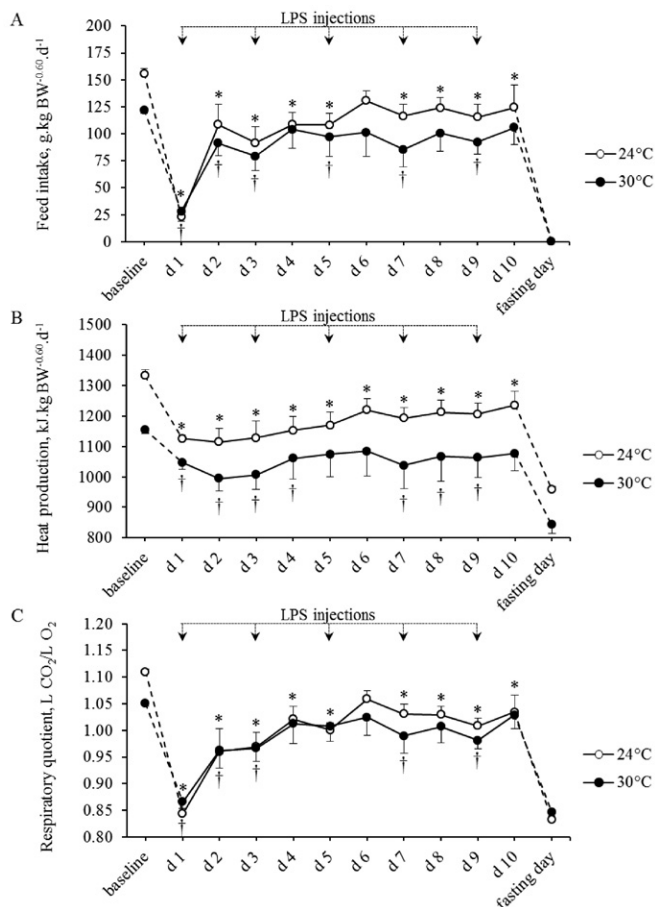 A
LPS injections
Feed intake, g.kg BW-0.60.d-1
200
175
150
125
100
75
50
25
0
* * * * * * * * *
† † † † † †
24°C
30°C
baseline d 1 d 2 d 3 d 4 d 5 d 6 d 7 d 8 d 9 d 10 fasting day
B
LPS injections
Heat production, kJ.kg BW-0.60.d-1
1500
1400
1300
1200
1100
1000
900
800
* * * * * * * * * *
† † † † † † †
24°C
30°C
baseline d 1 d 2 d 3 d 4 d 5 d 6 d 7 d 8 d 9 d 10 fasting day
C
LPS injections
Respiratory quotient, L CO2/L O2
1.20
1.15
1.10
1.05
1.00
0.95
0.90
0.85
0.80
* * * * * * * * *
† † † † †
24°C
30°C
baseline d 1 d 2 d 3 d 4 d 5 d 6 d 7 d 8 d 9 d 10 fasting day